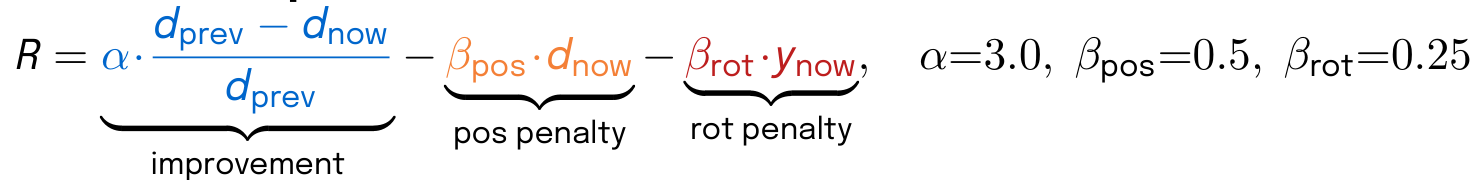 R = α · (d_prev − d_now) / d_prev − β_pos · d_now − β_rot · y_now, α=3.0, β_pos=0.5, β_rot=0.25
improvement
pos penalty
rot penalty